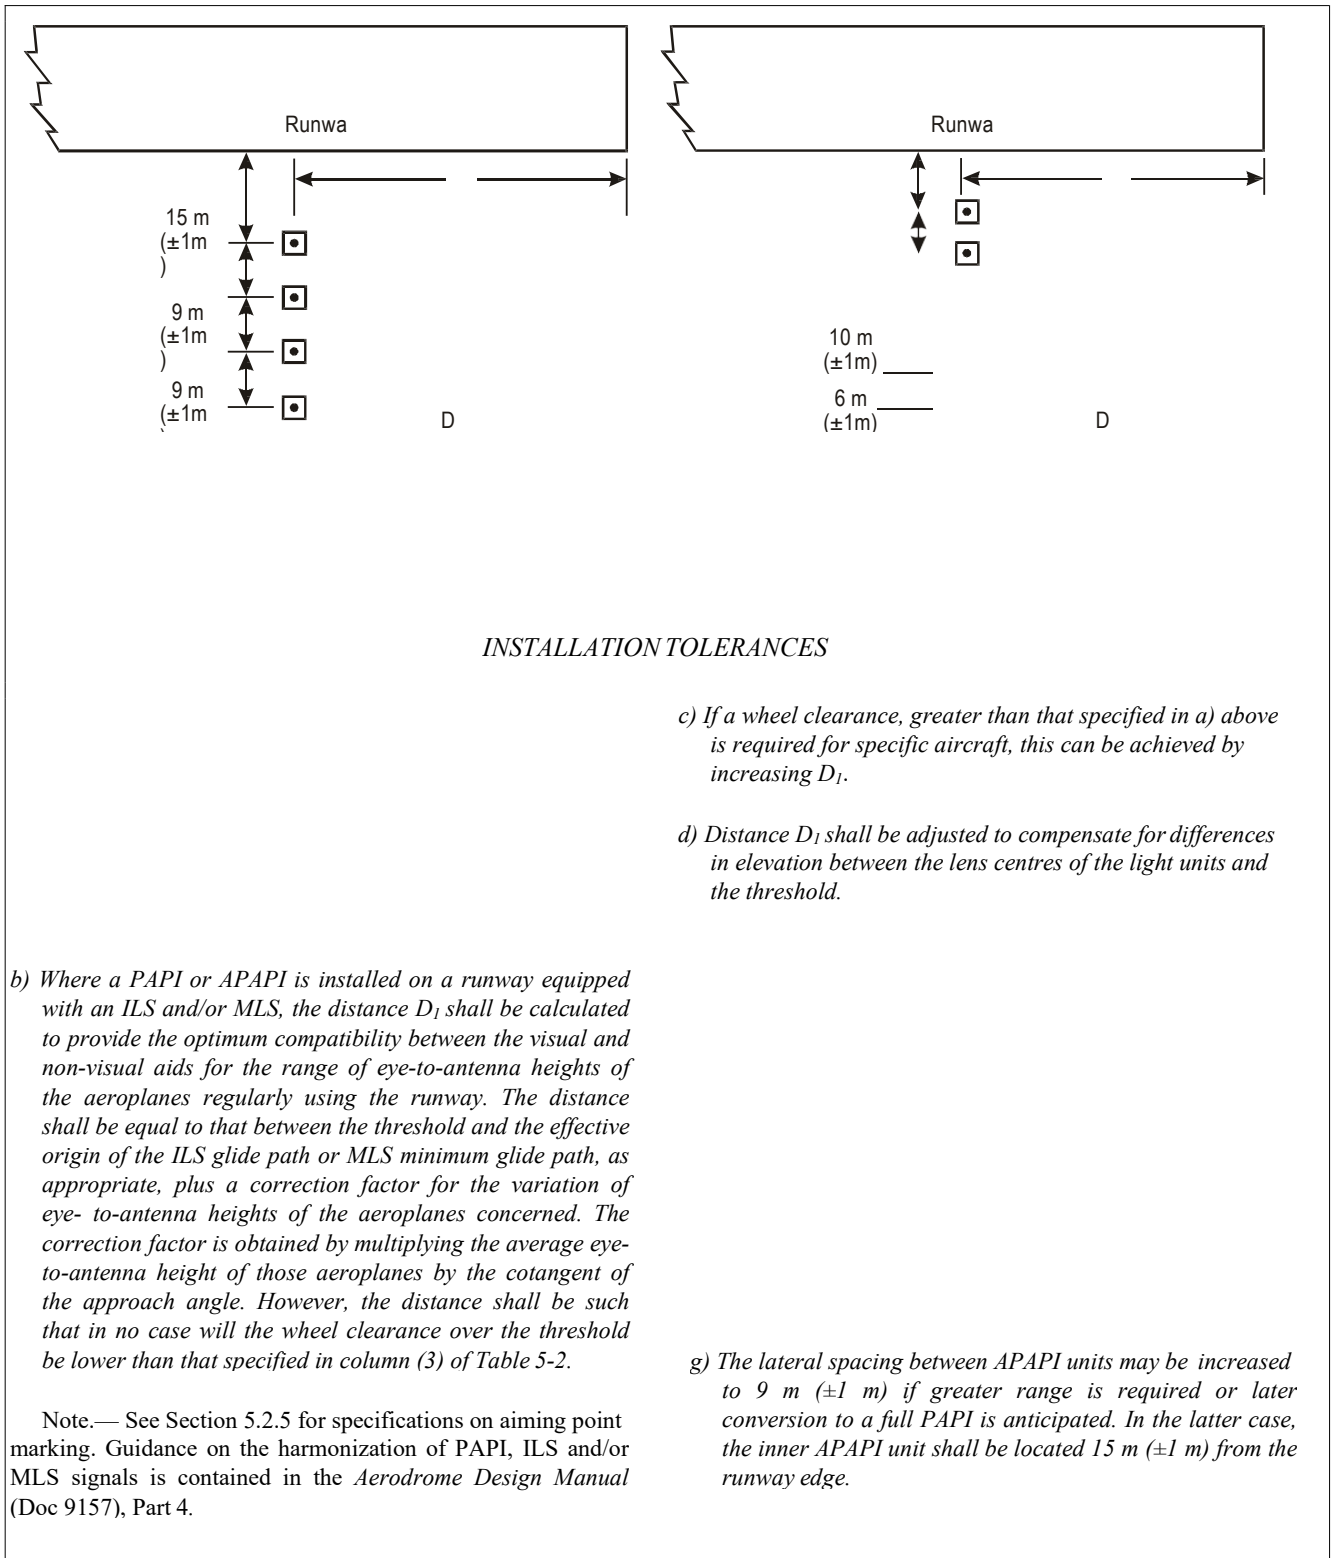 Runwa
15 m
(±1m
)
9 m
(±1m
)
9 m
(±1m
D
Runwa
10 m
(±1m)
6 m
(±1m)
D
INSTALLATION TOLERANCES
b) Where a PAPI or APAPI is installed on a runway equipped
with an ILS and/or MLS, the distance D1 shall be calculated
to provide the optimum compatibility between the visual and
non-visual aids for the range of eye-to-antenna heights of
the aeroplanes regularly using the runway. The distance
shall be equal to that between the threshold and the effective
origin of the ILS glide path or MLS minimum glide path, as
appropriate, plus a correction factor for the variation of
eye- to-antenna heights of the aeroplanes concerned. The
correction factor is obtained by multiplying the average eye-
to-antenna height of those aeroplanes by the cotangent of
the approach angle. However, the distance shall be such
that in no case will the wheel clearance over the threshold
be lower than that specified in column (3) of Table 5-2.
Note.— See Section 5.2.5 for specifications on aiming point
marking. Guidance on the harmonization of PAPI, ILS and/or
MLS signals is contained in the Aerodrome Design Manual
(Doc 9157), Part 4.
c) If a wheel clearance, greater than that specified in a) above
is required for specific aircraft, this can be achieved by
increasing D1.
d) Distance D1 shall be adjusted to compensate for differences
in elevation between the lens centres of the light units and
the threshold.
g) The lateral spacing between APAPI units may be increased
to 9 m (±1 m) if greater range is required or later
conversion to a full PAPI is anticipated. In the latter case,
the inner APAPI unit shall be located 15 m (±1 m) from the
runway edge.